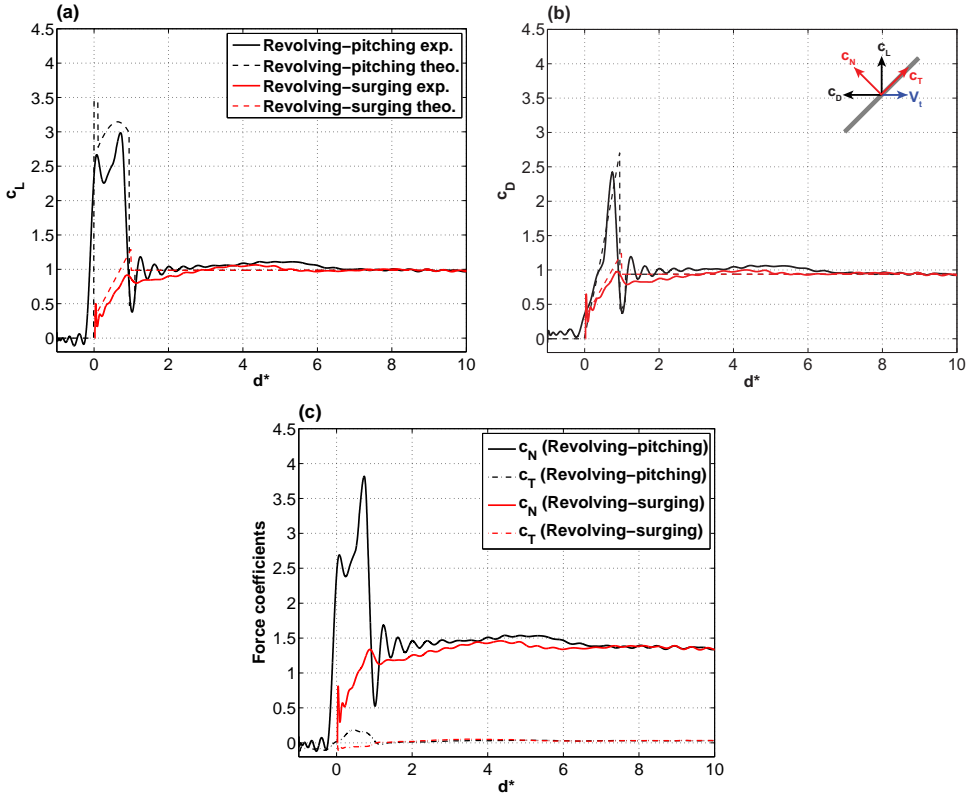 (a)
4.5
4
3.5
3
2.5
2
1.5
1
0.5
0
c_L
Revolving−pitching exp.
Revolving−pitching theo.
Revolving−surging exp.
Revolving−surging theo.
0 2 4 6 8 10
d*
(b)
4.5
4
3.5
3
2.5
2
1.5
1
0.5
0
c_D
c_L
c_N
c_T
c_D
V_t
0 2 4 6 8 10
d*
(c)
4.5
4
3.5
3
2.5
2
1.5
1
0.5
0
Force coefficients
c_N (Revolving−pitching)
c_T (Revolving−pitching)
c_N (Revolving−surging)
c_T (Revolving−surging)
0 2 4 6 8 10
d*